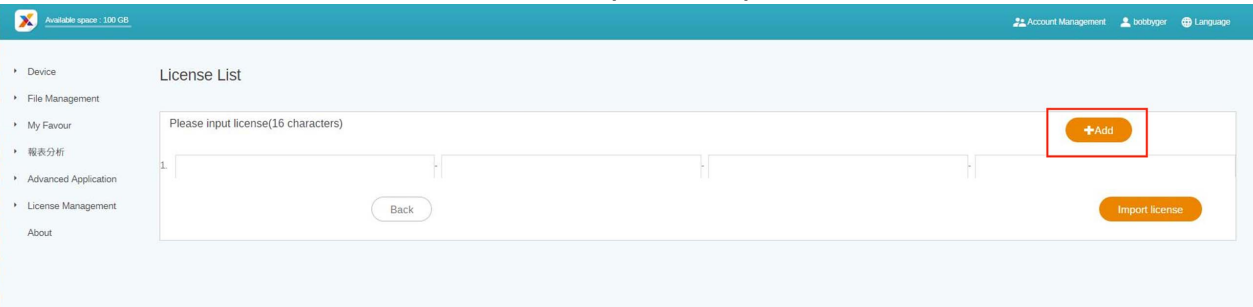 Available space : 100 GB
Account Management bobbyger Language
Device
File Management
My Favour
報表分析
Advanced Application
License Management
About
License List
Please input license(16 characters)
+Add
1. - - -
Back
Import license